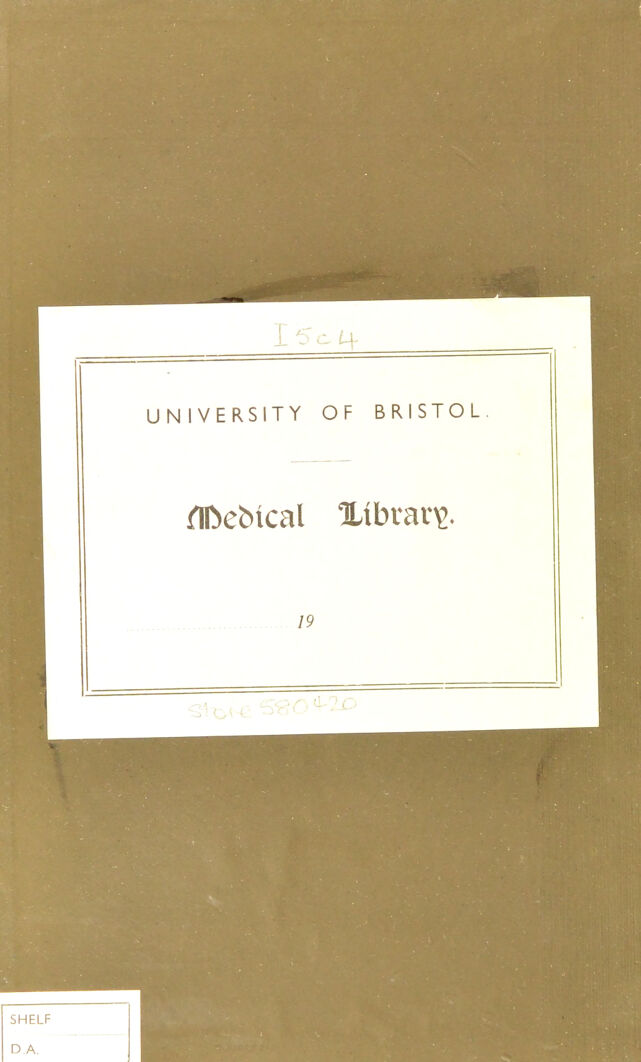 I5c4
UNIVERSITY OF BRISTOL.
Medical Library.
19
Store 580420
SHELF
D.A.